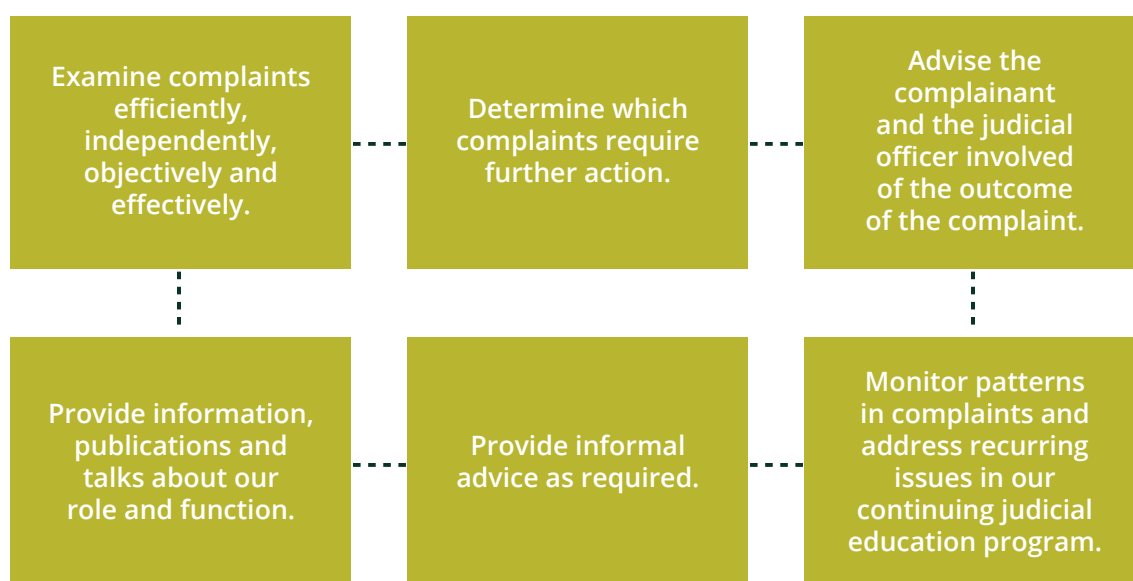 Examine complaints
efficiently,
independently,
objectively and
effectively.
Determine which
complaints require
further action.
Advise the
complainant
and the judicial
officer involved
of the outcome
of the complaint.
Provide information,
publications and
talks about our
role and function.
Provide informal
advice as required.
Monitor patterns
in complaints and
address recurring
issues in our
continuing judicial
education program.